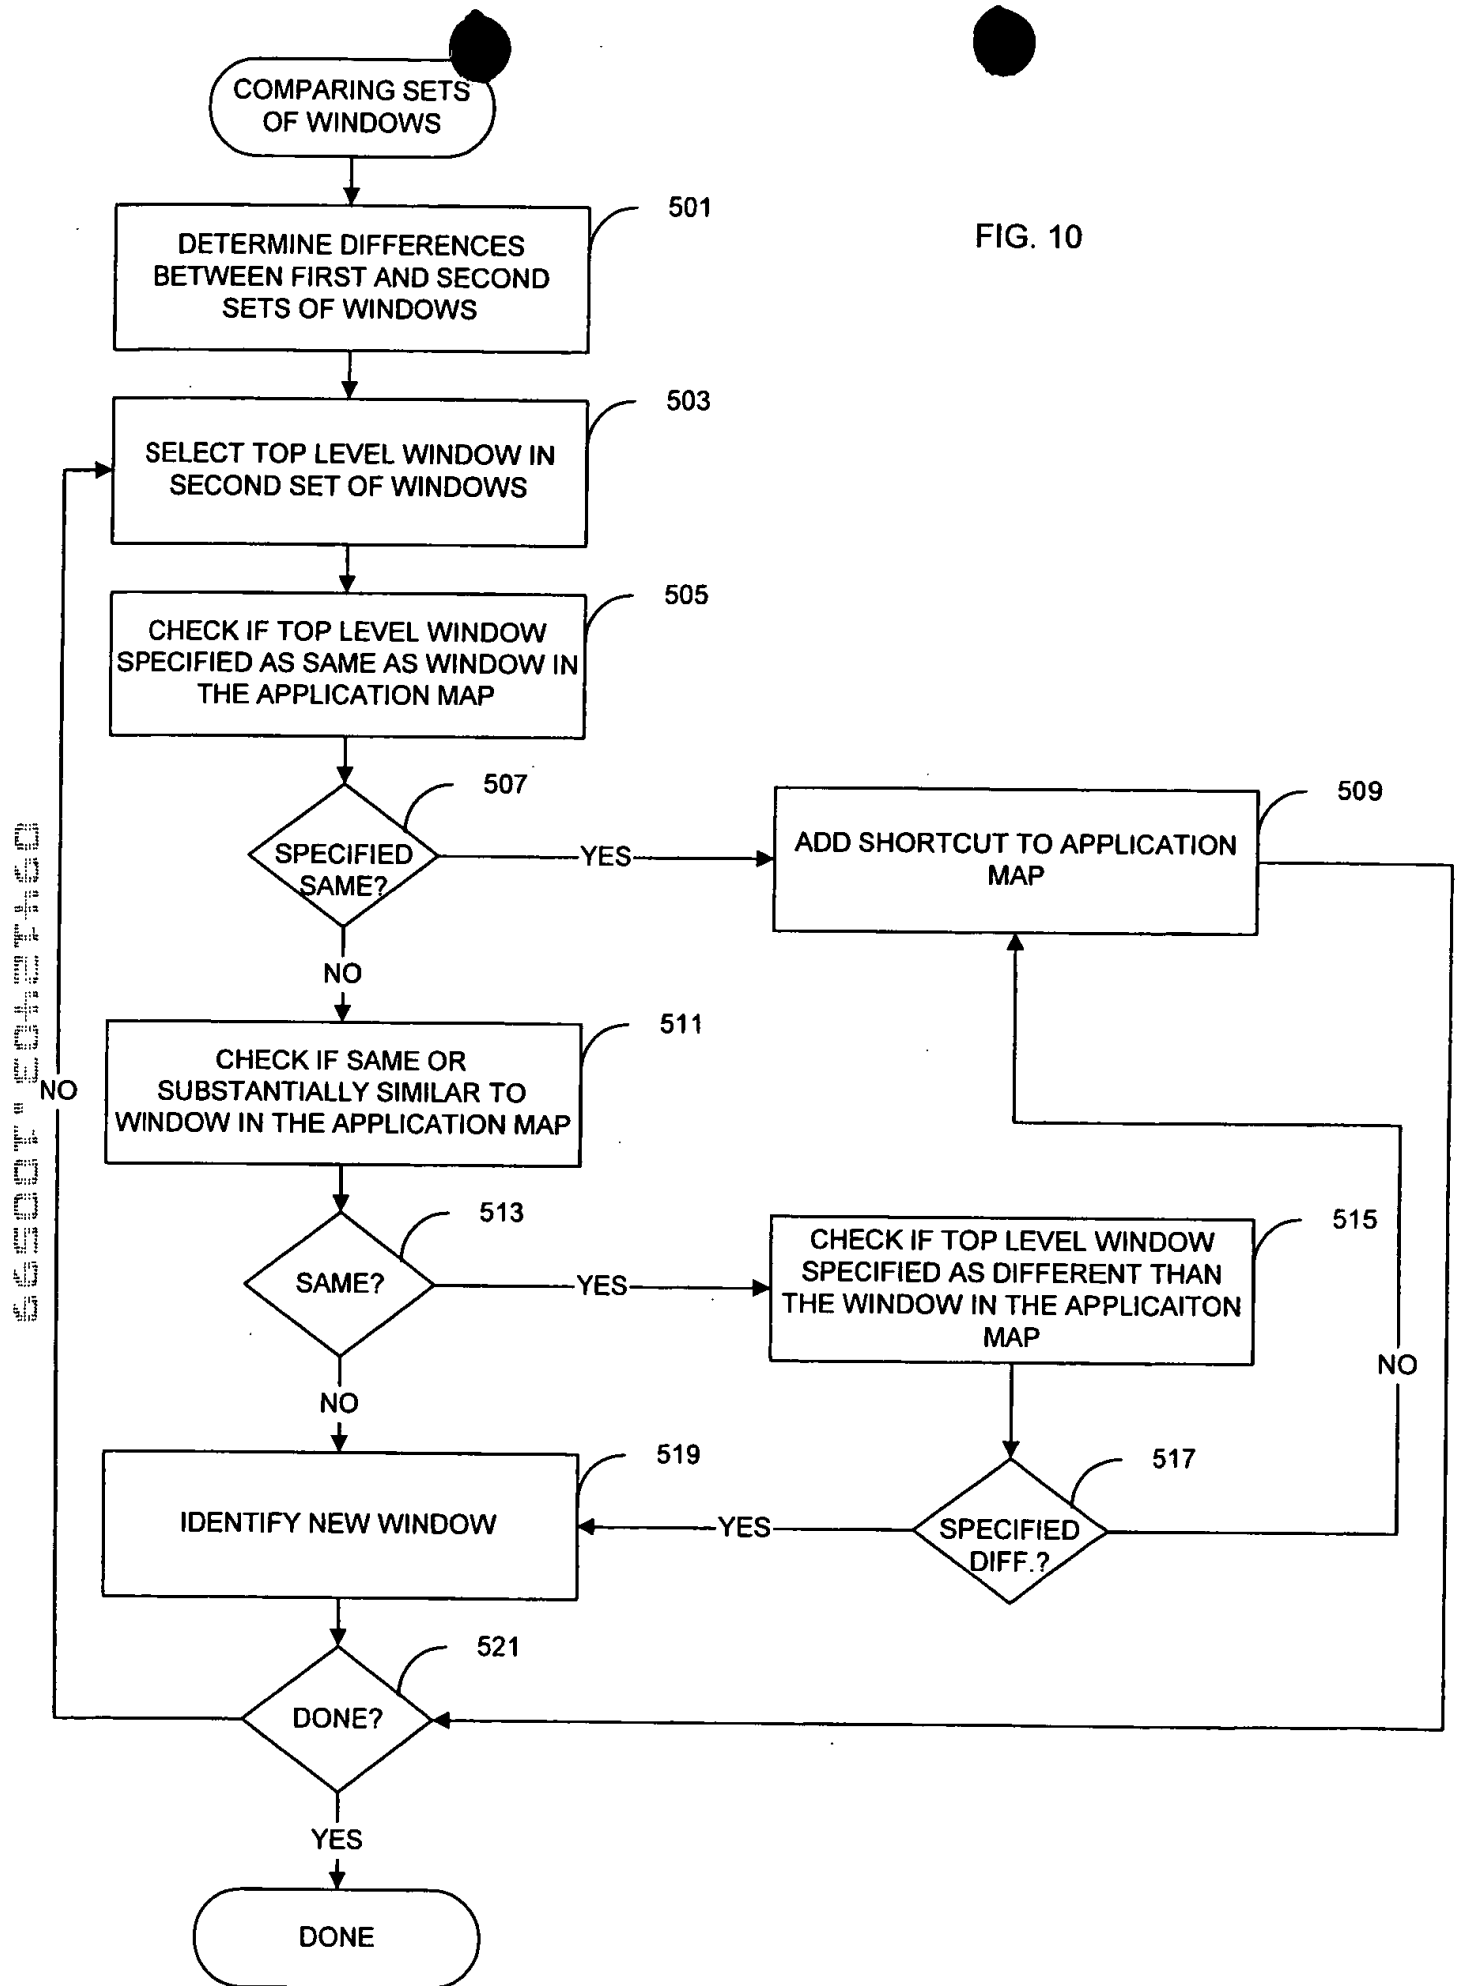 COMPARING SETS
OF WINDOWS
501
FIG. 10
DETERMINE DIFFERENCES
BETWEEN FIRST AND SECOND
SETS OF WINDOWS
503
SELECT TOP LEVEL WINDOW IN
SECOND SET OF WINDOWS
505
CHECK IF TOP LEVEL WINDOW
SPECIFIED AS SAME AS WINDOW IN
THE APPLICATION MAP
507
SPECIFIED
SAME?
YES
509
ADD SHORTCUT TO APPLICATION
MAP
NO
511
CHECK IF SAME OR
SUBSTANTIALLY SIMILAR TO
WINDOW IN THE APPLICATION MAP
NO
513
SAME?
YES
515
CHECK IF TOP LEVEL WINDOW
SPECIFIED AS DIFFERENT THAN
THE WINDOW IN THE APPLICAITON
MAP
NO
NO
519
IDENTIFY NEW WINDOW
YES
517
SPECIFIED
DIFF.?
521
DONE?
YES
DONE